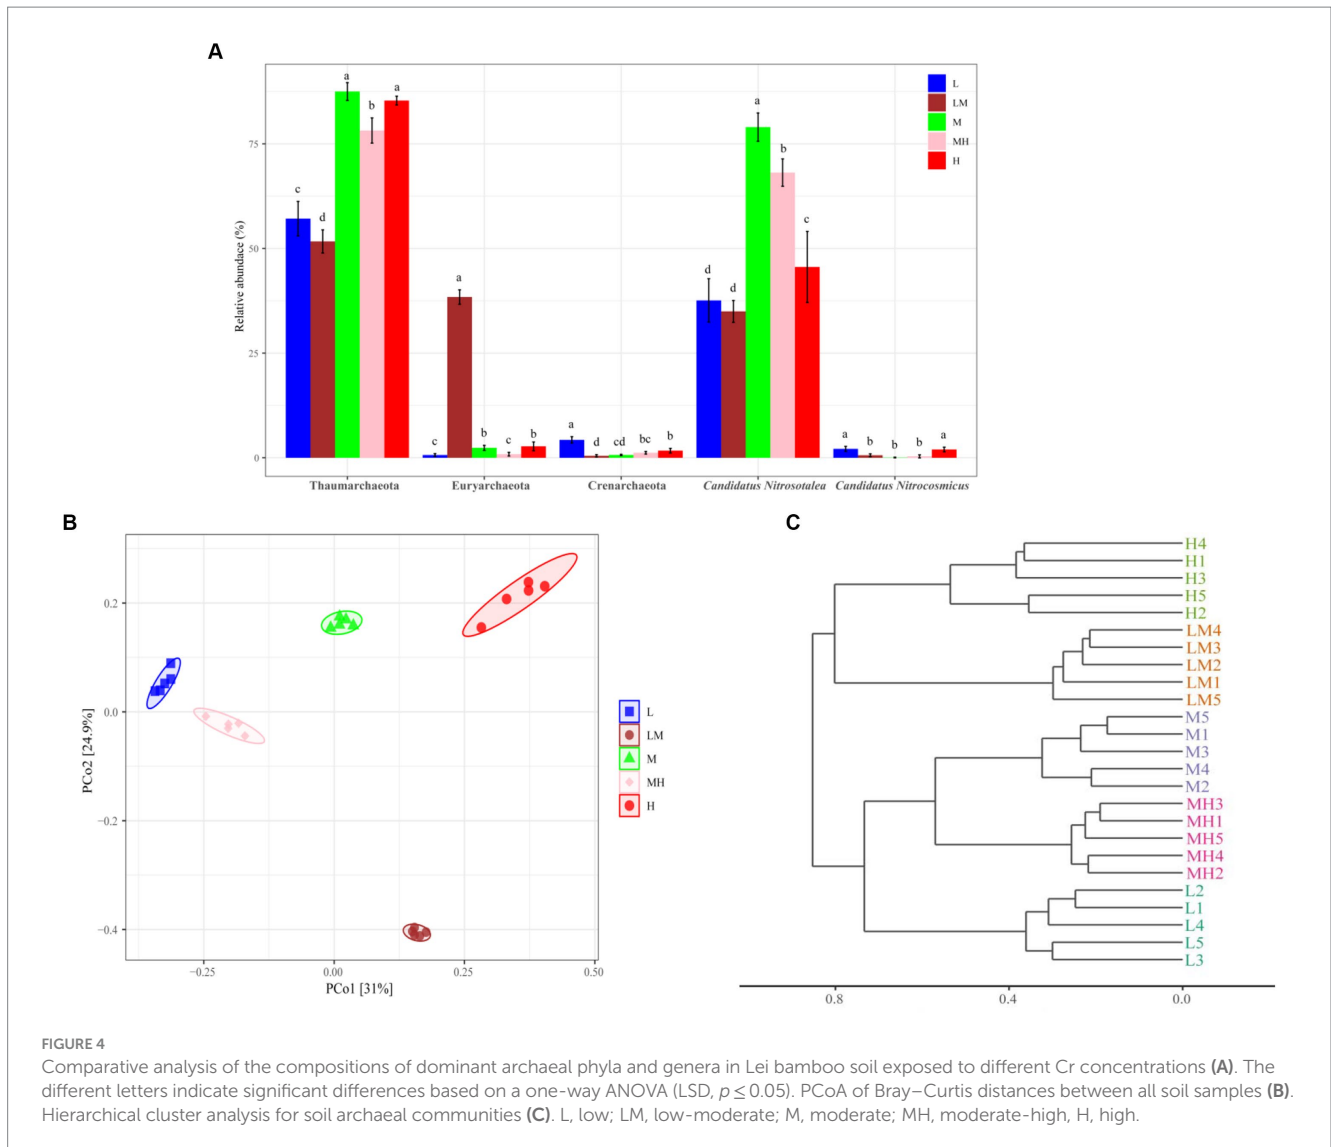 A
a
a
b
c
d
a
c
b
c
b
a
d
cd
bc
b
d
d
a
b
c
a
b
b
b
a
L
LM
M
MH
H
75
50
25
0
Relative abundace (%)
Thaumarchaeota
Euryarchaeota
Crenarchaeota
Candidatus Nitrosotalea
Candidatus Nitrocosmicus
B
0.2
0.0
−0.2
−0.4
PCo2 [24.9%]
−0.25
0.00
0.25
0.50
PCo1 [31%]
L
LM
M
MH
H
C
H4
H1
H3
H5
H2
LM4
LM3
LM2
LM1
LM5
M5
M1
M3
M4
M2
MH3
MH1
MH5
MH4
MH2
L2
L1
L4
L5
L3
0.8
0.4
0.0
FIGURE 4
Comparative analysis of the compositions of dominant archaeal phyla and genera in Lei bamboo soil exposed to different Cr concentrations (A). The
different letters indicate significant differences based on a one-way ANOVA (LSD, p ≤ 0.05). PCoA of Bray–Curtis distances between all soil samples (B).
Hierarchical cluster analysis for soil archaeal communities (C). L, low; LM, low-moderate; M, moderate; MH, moderate-high, H, high.